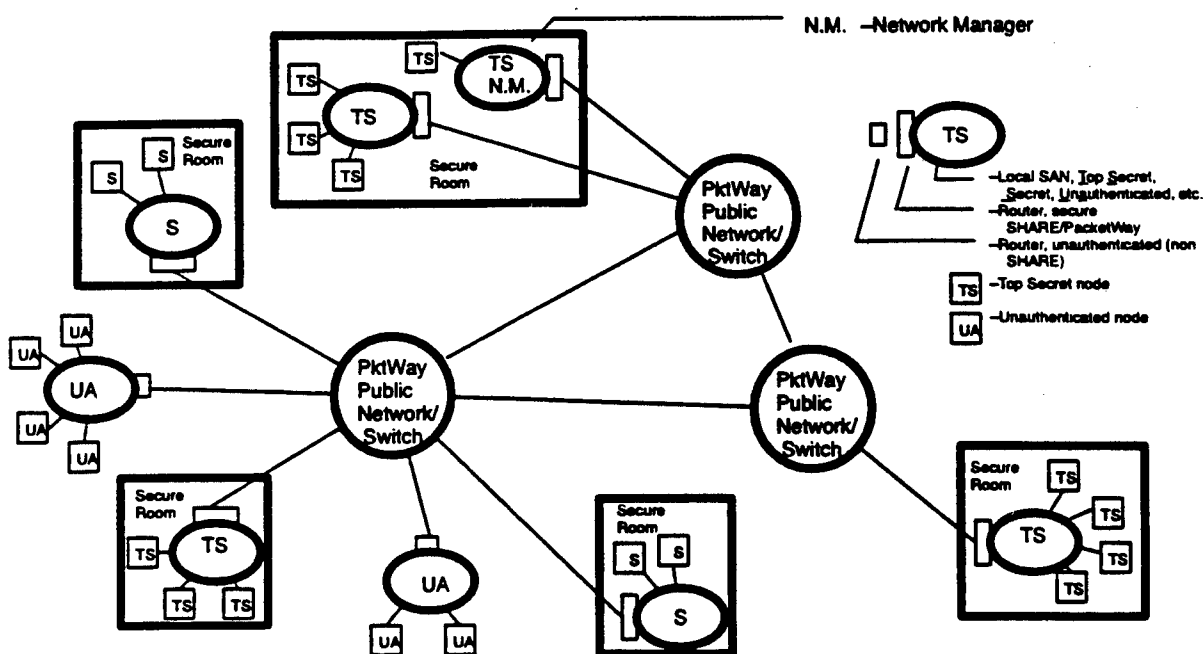 N.M. –Network Manager
TS
TS
N.M.
TS
TS
TS
TS
Secure
Room
Secure
Room
S
S
S
PktWay
Public
Network/
Switch
TS
–Local SAN, Top Secret,
Secret, Unauthenticated, etc.
–Router, secure
SHARE/PacketWay
–Router, unauthenticated (non
SHARE)
TS –Top Secret node
UA –Unauthenticated node
UA
UA
UA
UA
UA
PktWay
Public
Network/
Switch
PktWay
Public
Network/
Switch
Secure
Room
TS
TS
TS
TS
UA
UA
UA
Secure
Room
S
S
S
Secure
Room
TS
TS
TS
TS
TS